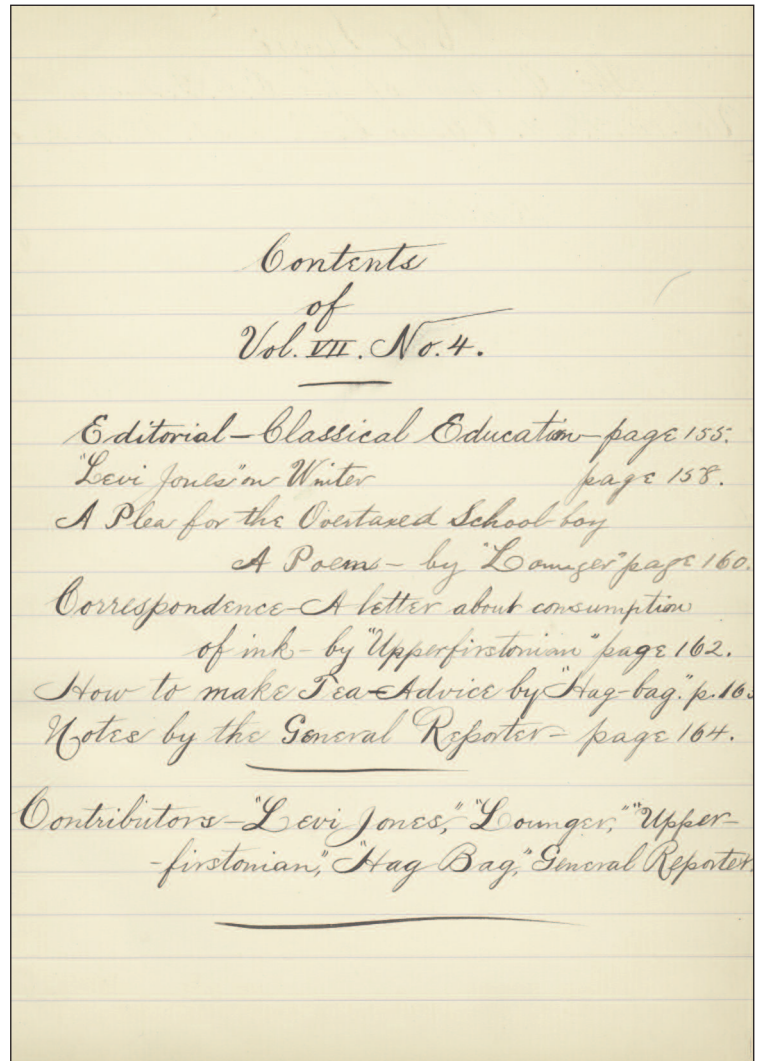 Contents
of
Vol. VII. No. 4.
Editorial – Classical Education – page 155.
"Levi Jones" on Winter page 158.
A Plea for the Overtaxed School-boy
A Poem – by "Lounger" page 160.
Correspondence – A letter about consumption
of ink – by "Upperfirstonian" page 162.
How to make Tea – Advice by "Hag-bag." p. 163
Notes by the General Reporter – page 164.
Contributors – "Levi Jones," "Lounger," "Upper-
-firstonian," "Hag Bag," General Reporter.